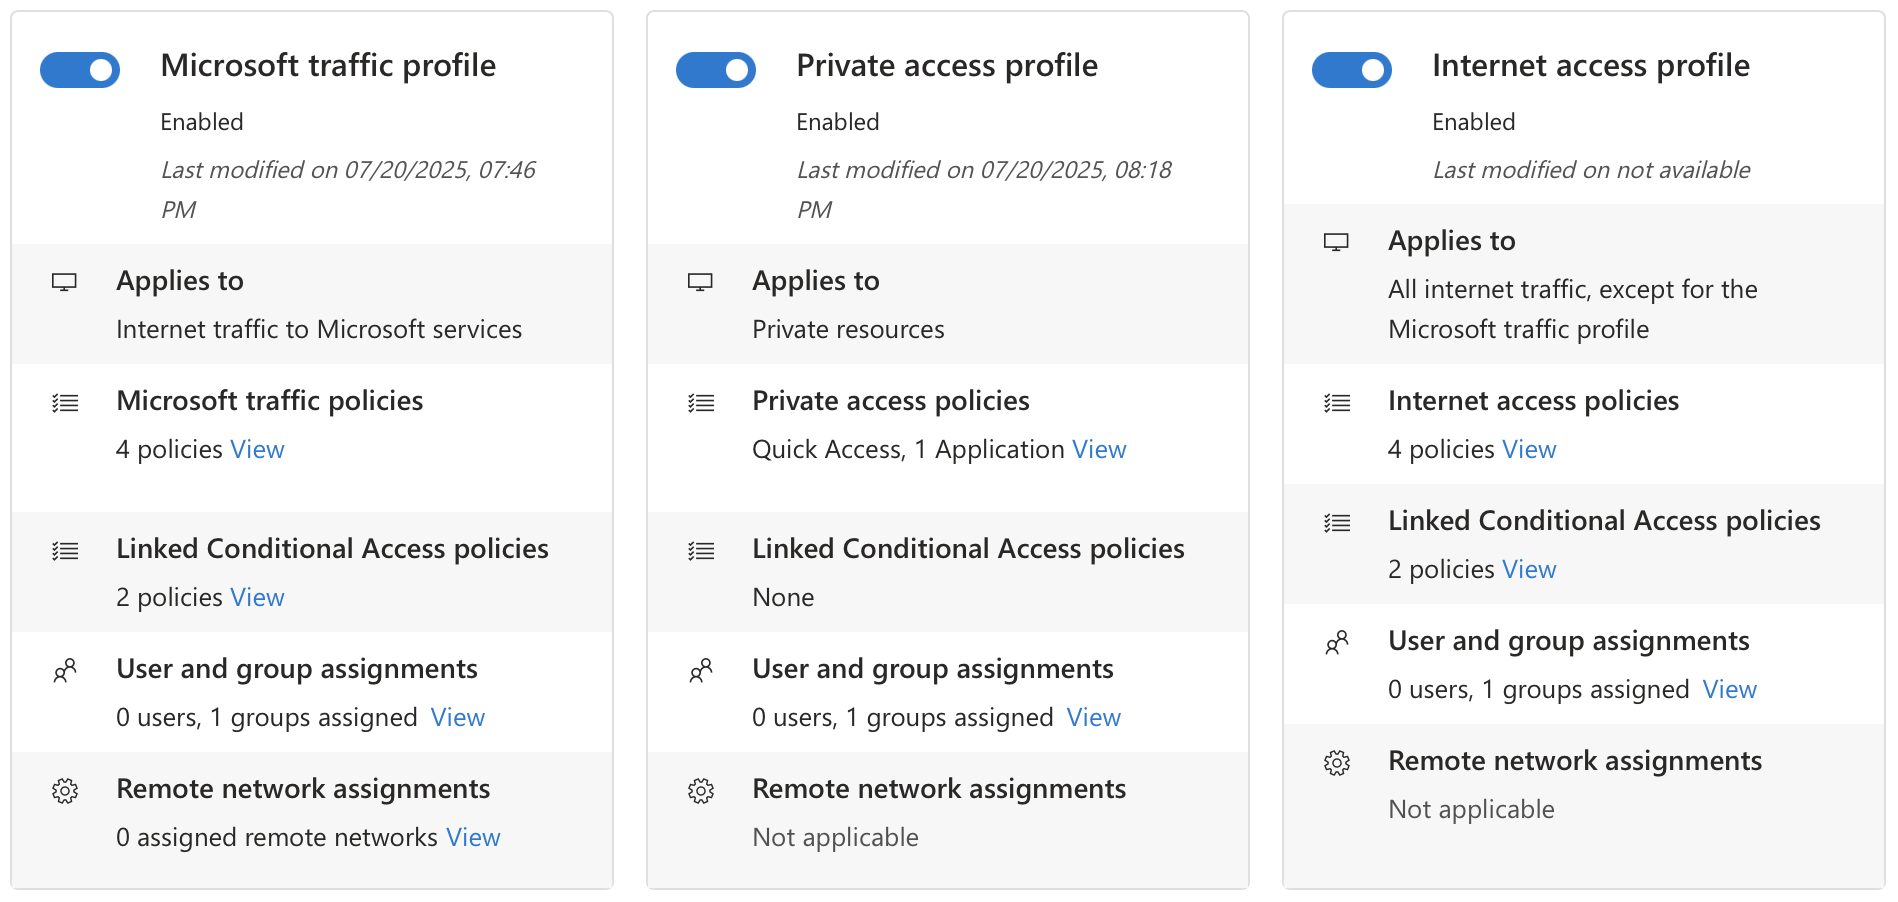 Microsoft traffic profile
Enabled
Last modified on 07/20/2025, 07:46
PM
Applies to
Internet traffic to Microsoft services
Microsoft traffic policies
4 policies View
Linked Conditional Access policies
2 policies View
User and group assignments
0 users, 1 groups assigned View
Remote network assignments
0 assigned remote networks View
Private access profile
Enabled
Last modified on 07/20/2025, 08:18
PM
Applies to
Private resources
Private access policies
Quick Access, 1 Application View
Linked Conditional Access policies
None
User and group assignments
0 users, 1 groups assigned View
Remote network assignments
Not applicable
Internet access profile
Enabled
Last modified on not available
Applies to
All internet traffic, except for the
Microsoft traffic profile
Internet access policies
4 policies View
Linked Conditional Access policies
2 policies View
User and group assignments
0 users, 1 groups assigned View
Remote network assignments
Not applicable